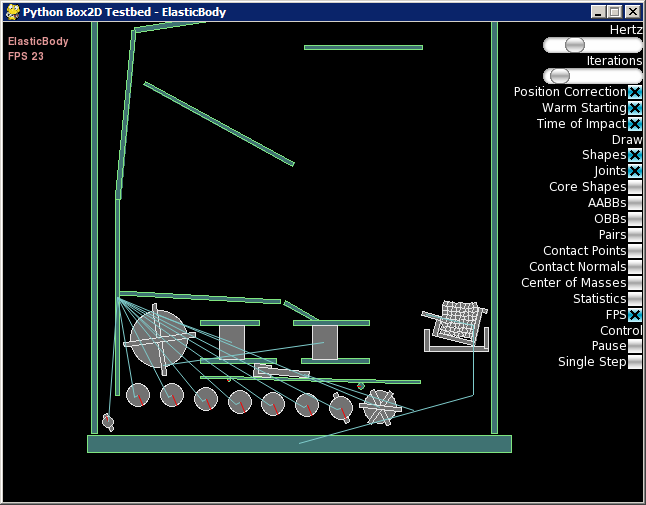 Python Box2D Testbed - ElasticBody
ElasticBody
FPS 23
Hertz
Iterations
Position Correction
Warm Starting
Time of Impact
Draw
Shapes
Joints
Core Shapes
AABBs
OBBs
Pairs
Contact Points
Contact Normals
Center of Masses
Statistics
FPS
Control
Pause
Single Step